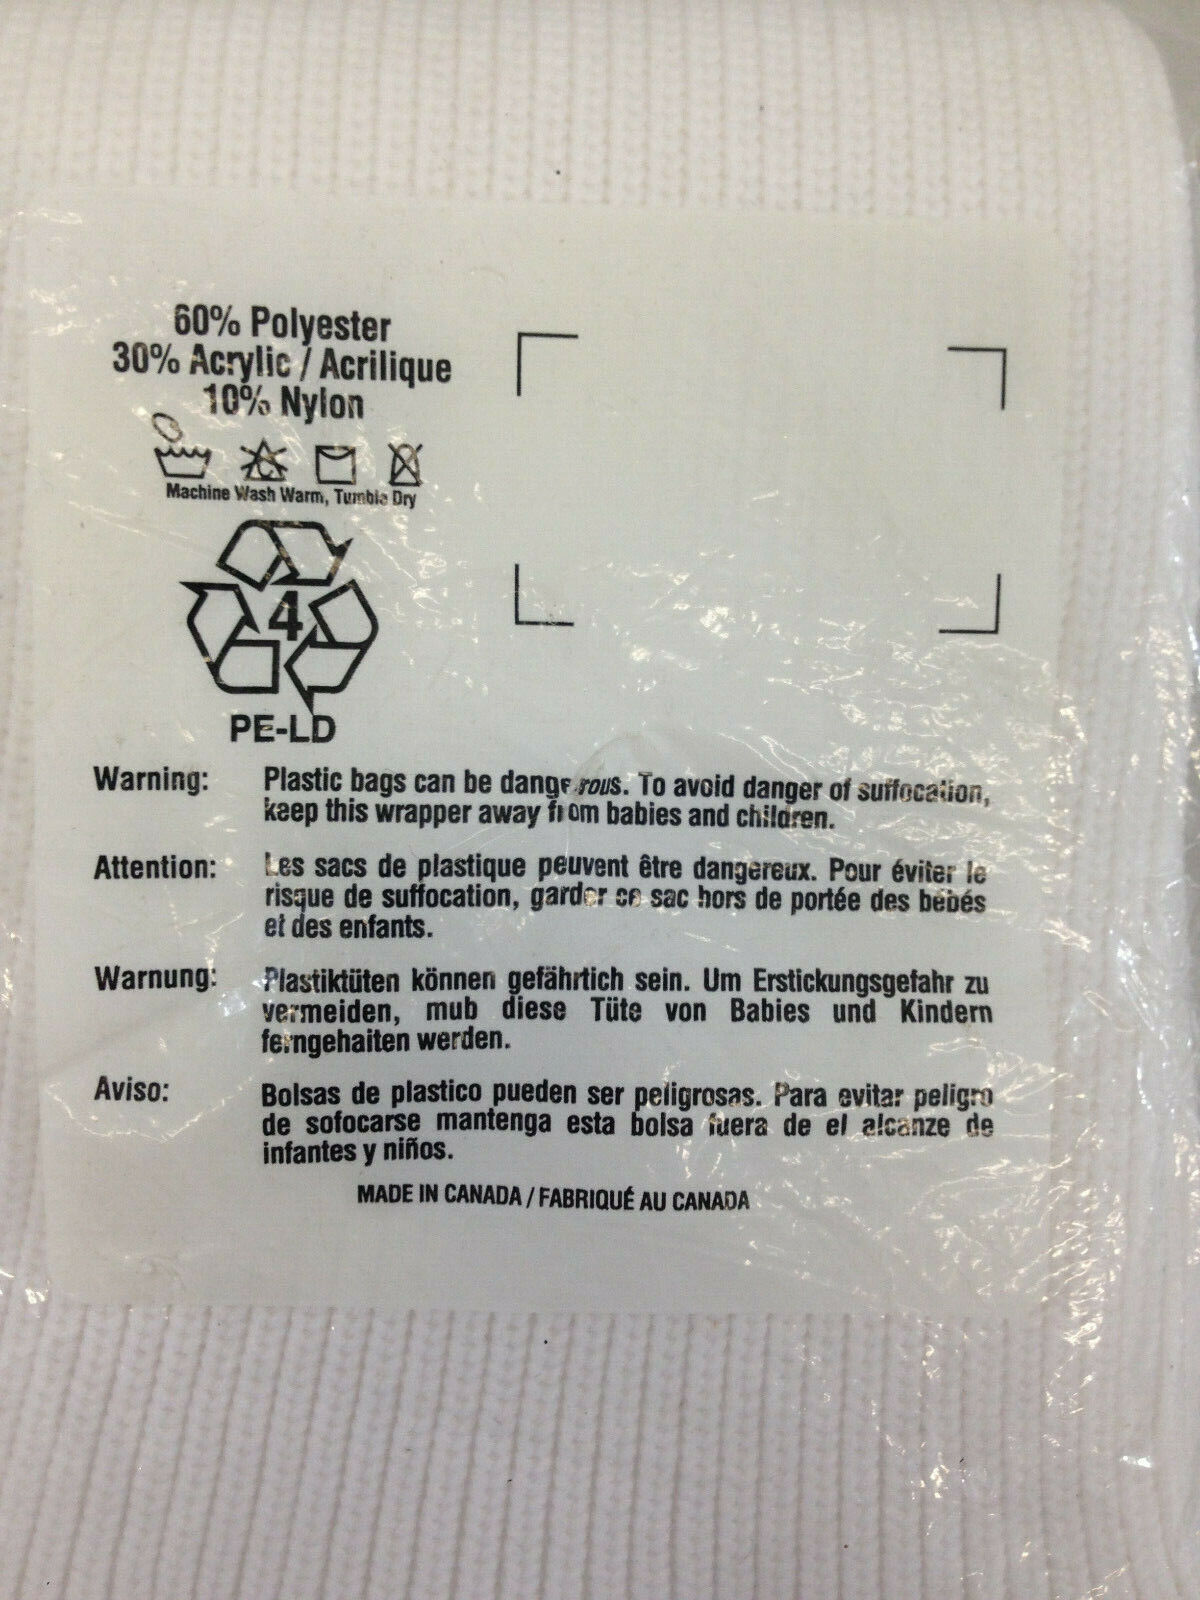 60% Polyester
30% Acrylic / Acrilique
10% Nylon
Machine Wash Warm, Tumble Dry
4
PE-LD
Warning: Plastic bags can be dangerous. To avoid danger of suffocation,
keep this wrapper away from babies and children.
Attention: Les sacs de plastique peuvent être dangereux. Pour éviter le
risque de suffocation, garder ce sac hors de portée des bébés
et des enfants.
Warnung: Plastiktüten können gefährtich sein. Um Erstickungsgefahr zu
vermeiden, mub diese Tüte von Babies und Kindern
ferngehaiten werden.
Aviso: Bolsas de plastico pueden ser peligrosas. Para evitar peligro
de sofocarse mantenga esta bolsa fuera de el alcanze de
infantes y niños.
MADE IN CANADA / FABRIQUÉ AU CANADA